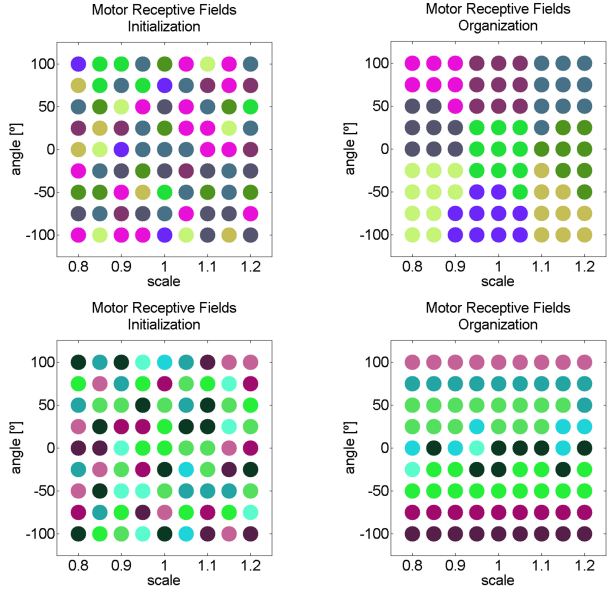 Motor Receptive Fields
Initialization
100
50
0
-50
-100
angle [º]
0.8 0.9 1 1.1 1.2
scale
Motor Receptive Fields
Organization
100
50
0
-50
-100
angle [º]
0.8 0.9 1 1.1 1.2
scale
Motor Receptive Fields
Initialization
100
50
0
-50
-100
angle [º]
0.8 0.9 1 1.1 1.2
scale
Motor Receptive Fields
Organization
100
50
0
-50
-100
angle [º]
0.8 0.9 1 1.1 1.2
scale